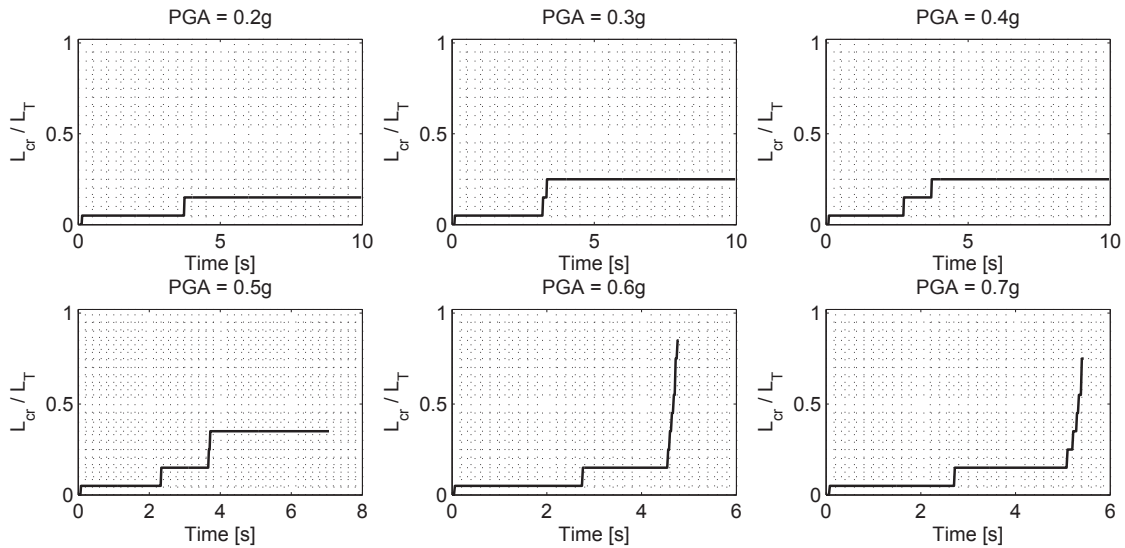 PGA = 0.2g
PGA = 0.3g
PGA = 0.4g
1
0.5
0
L_cr / L_T
0
5
10
Time [s]
1
0.5
0
L_cr / L_T
0
5
10
Time [s]
1
0.5
0
L_cr / L_T
0
5
10
Time [s]
PGA = 0.5g
PGA = 0.6g
PGA = 0.7g
1
0.5
0
L_cr / L_T
0
2
4
6
8
Time [s]
1
0.5
0
L_cr / L_T
0
2
4
6
Time [s]
1
0.5
0
L_cr / L_T
0
1
2
3
4
5
6
Time [s]